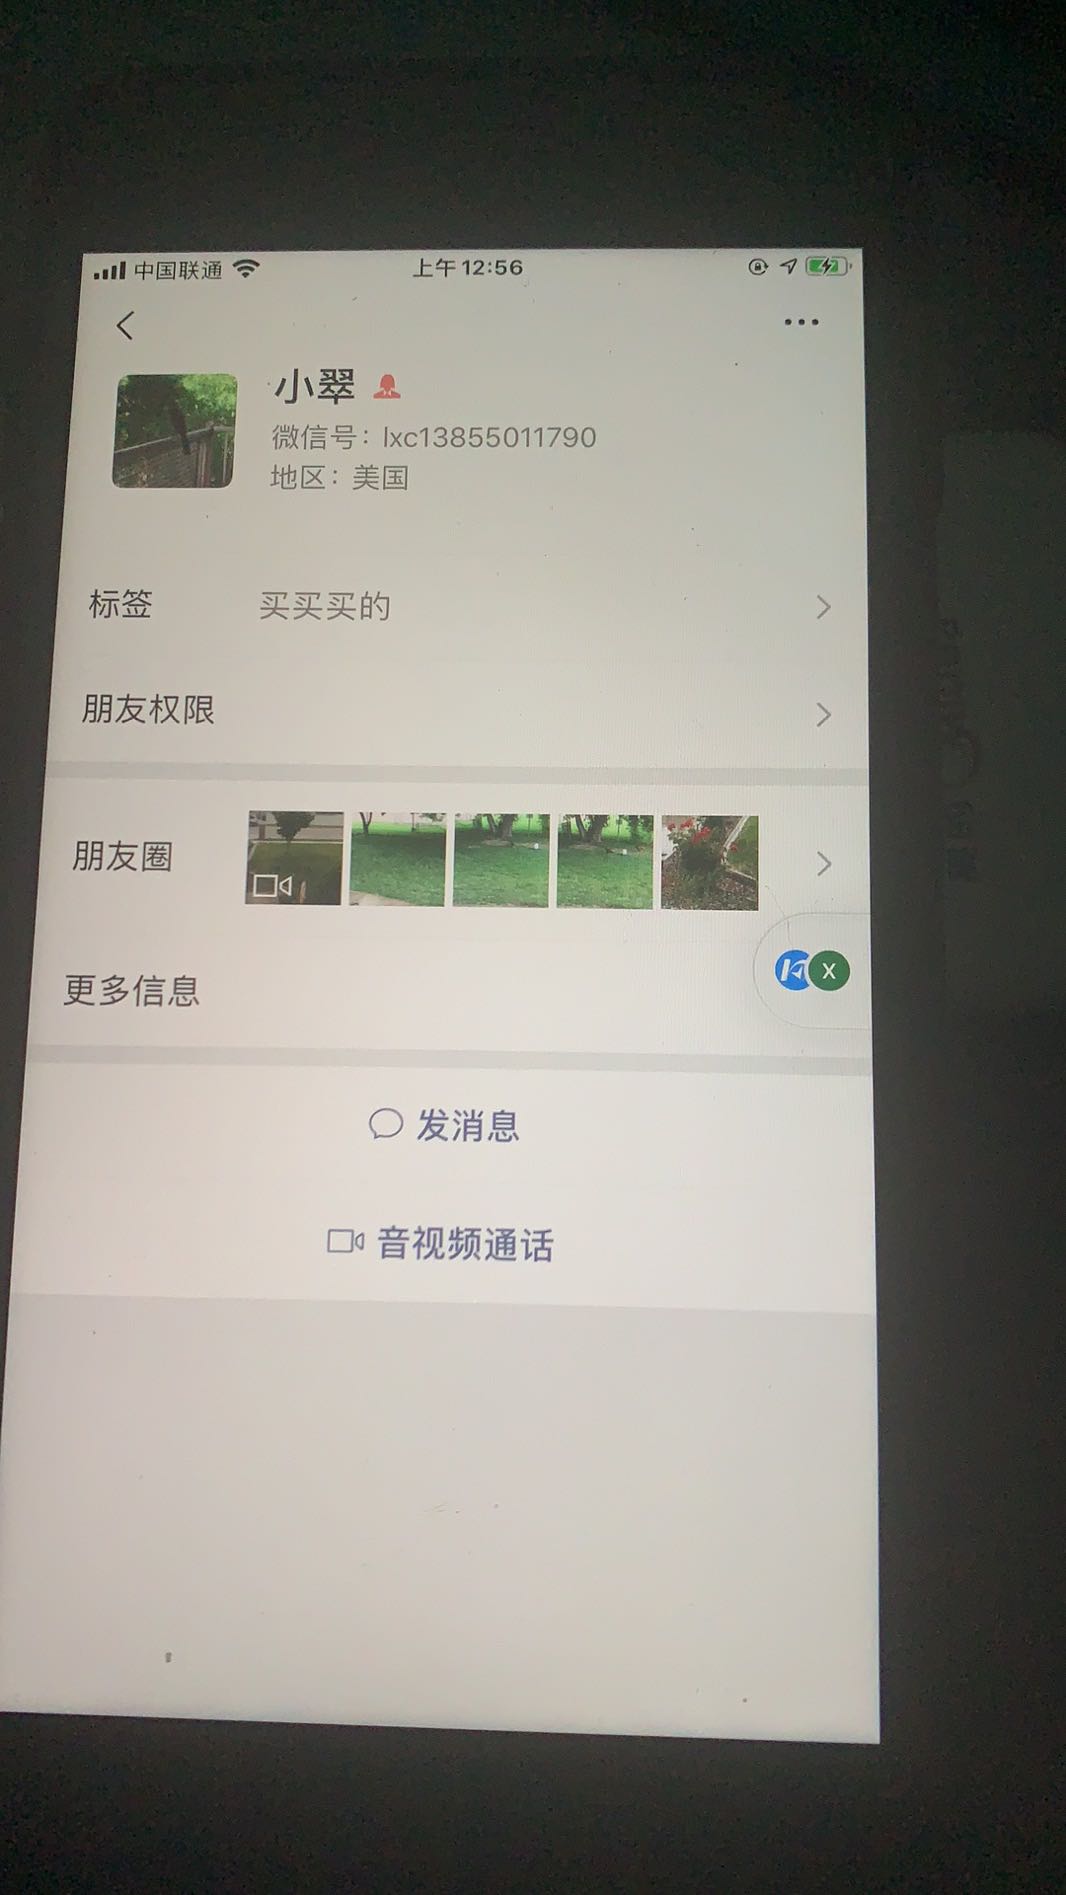 中国联通
上午12:56
小翠
微信号：lxc13855011790
地区：美国
标签 买买买的
朋友权限
朋友圈
更多信息
X
发消息
音视频通话